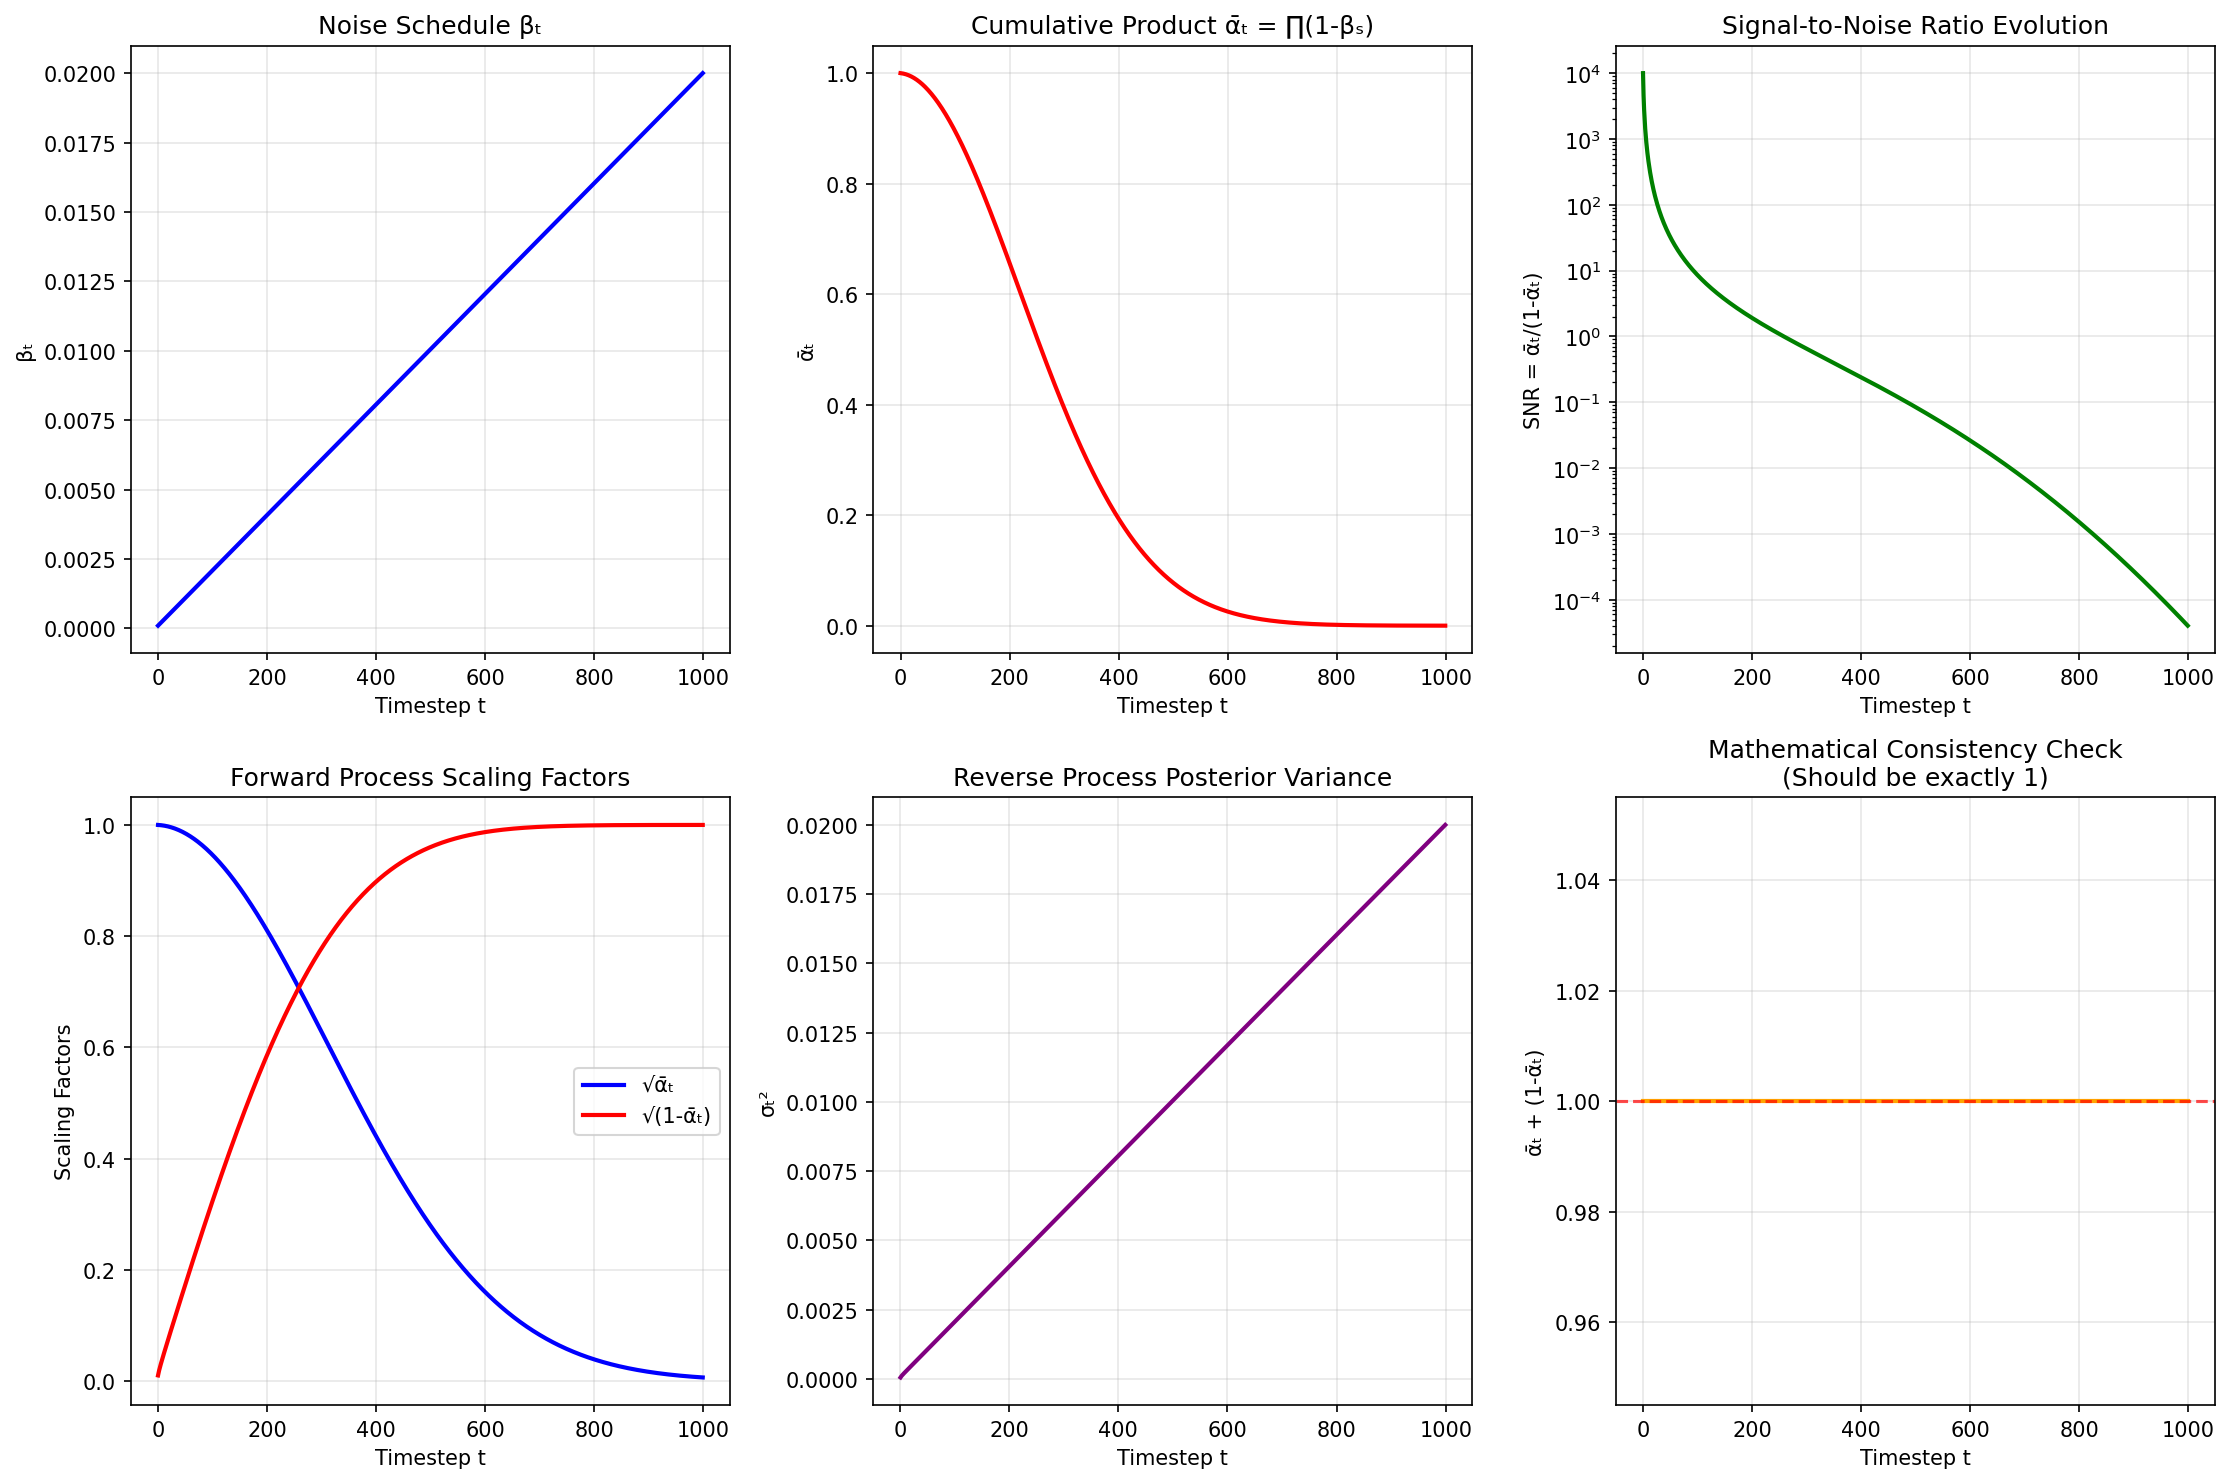 Noise Schedule βₜ
βₜ
0.0200
0.0175
0.0150
0.0125
0.0100
0.0075
0.0050
0.0025
0.0000
0 200 400 600 800 1000
Timestep t
Cumulative Product ᾱₜ = ∏(1-βₛ)
ᾱₜ
1.0
0.8
0.6
0.4
0.2
0.0
0 200 400 600 800 1000
Timestep t
Signal-to-Noise Ratio Evolution
SNR = ᾱₜ/(1-ᾱₜ)
10⁴
10³
10²
10¹
10⁰
10⁻¹
10⁻²
10⁻³
10⁻⁴
0 200 400 600 800 1000
Timestep t
Forward Process Scaling Factors
Scaling Factors
1.0
0.8
0.6
0.4
0.2
0.0
√ᾱₜ
√(1-ᾱₜ)
0 200 400 600 800 1000
Timestep t
Reverse Process Posterior Variance
σₜ²
0.0200
0.0175
0.0150
0.0125
0.0100
0.0075
0.0050
0.0025
0.0000
0 200 400 600 800 1000
Timestep t
Mathematical Consistency Check
(Should be exactly 1)
ᾱₜ + (1-ᾱₜ)
1.04
1.02
1.00
0.98
0.96
0 200 400 600 800 1000
Timestep t